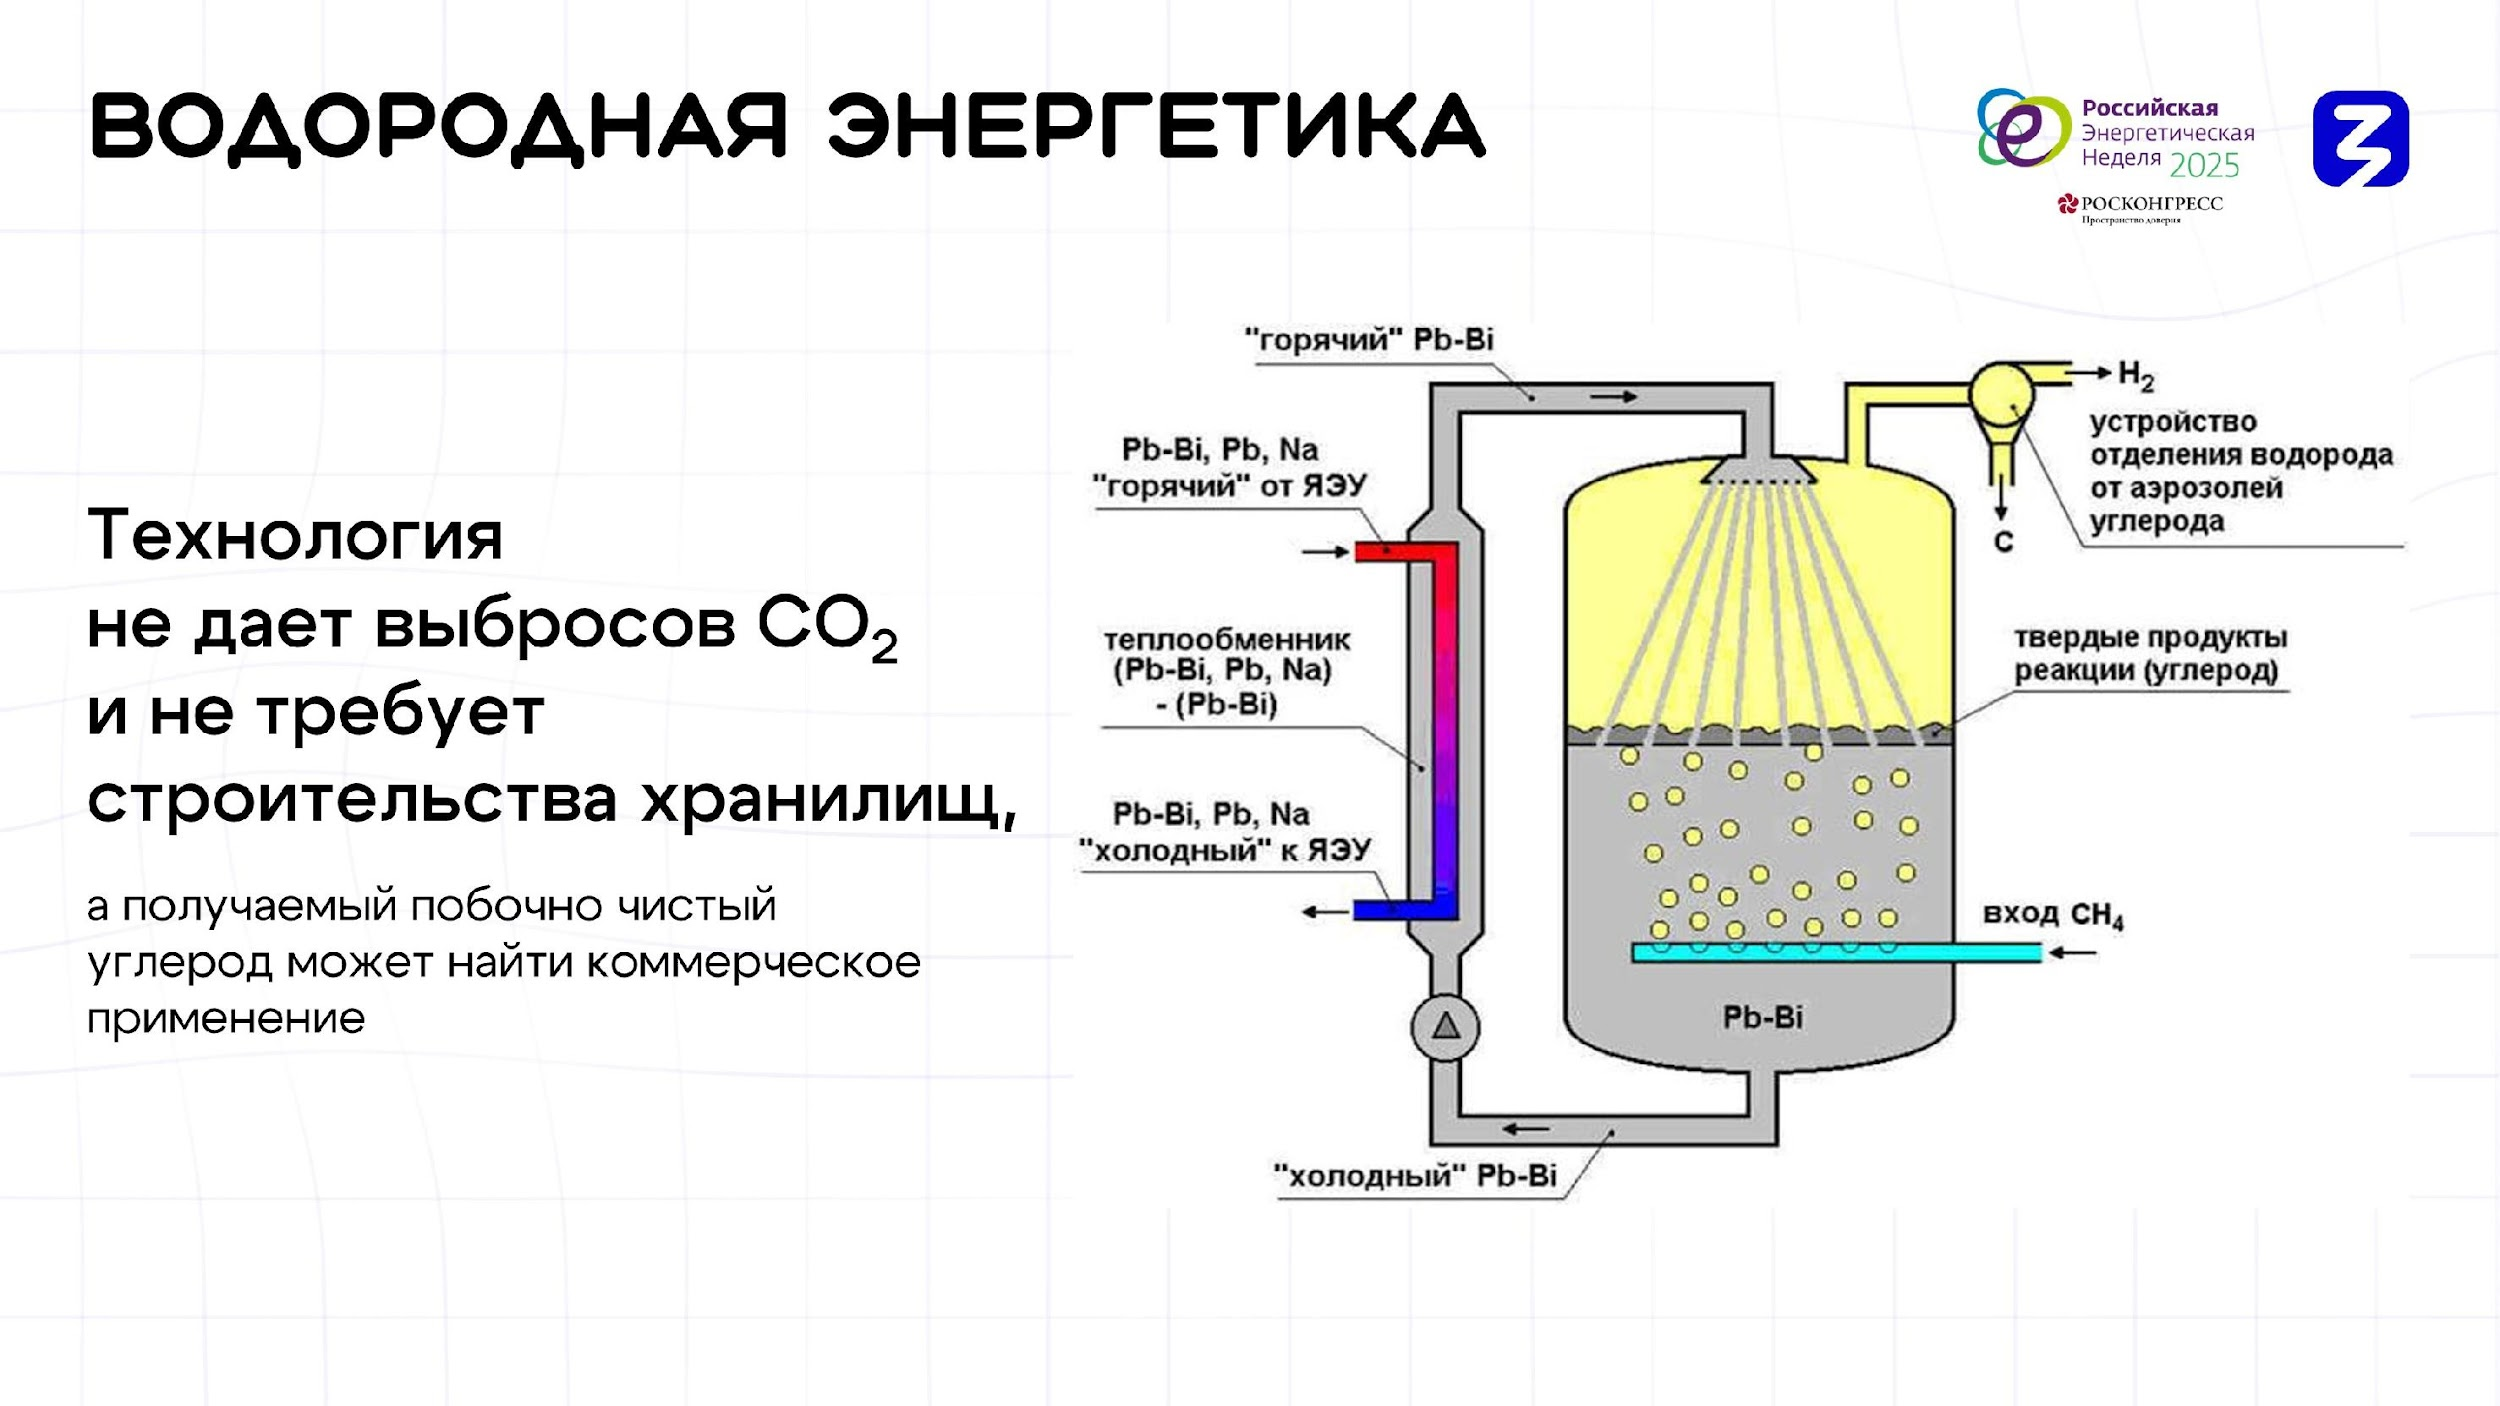 ВОДОРОДНАЯ ЭНЕРГЕТИКА
Российская
Энергетическая
Неделя 2025
РОСКОНГРЕСС
Пространство доверия
Технология
не дает выбросов CO₂
и не требует
строительства хранилищ,
а получаемый побочно чистый
углерод может найти коммерческое
применение
"горячий" Pb-Bi
Pb-Bi, Pb, Na
"горячий" от ЯЭУ
теплообменник
(Pb-Bi, Pb, Na)
- (Pb-Bi)
Pb-Bi, Pb, Na
"холодный" к ЯЭУ
"холодный" Pb-Bi
H₂
устройство
отделения водорода
от аэрозолей
углерода
C
твердые продукты
реакции (углерод)
вход CH₄
Pb-Bi